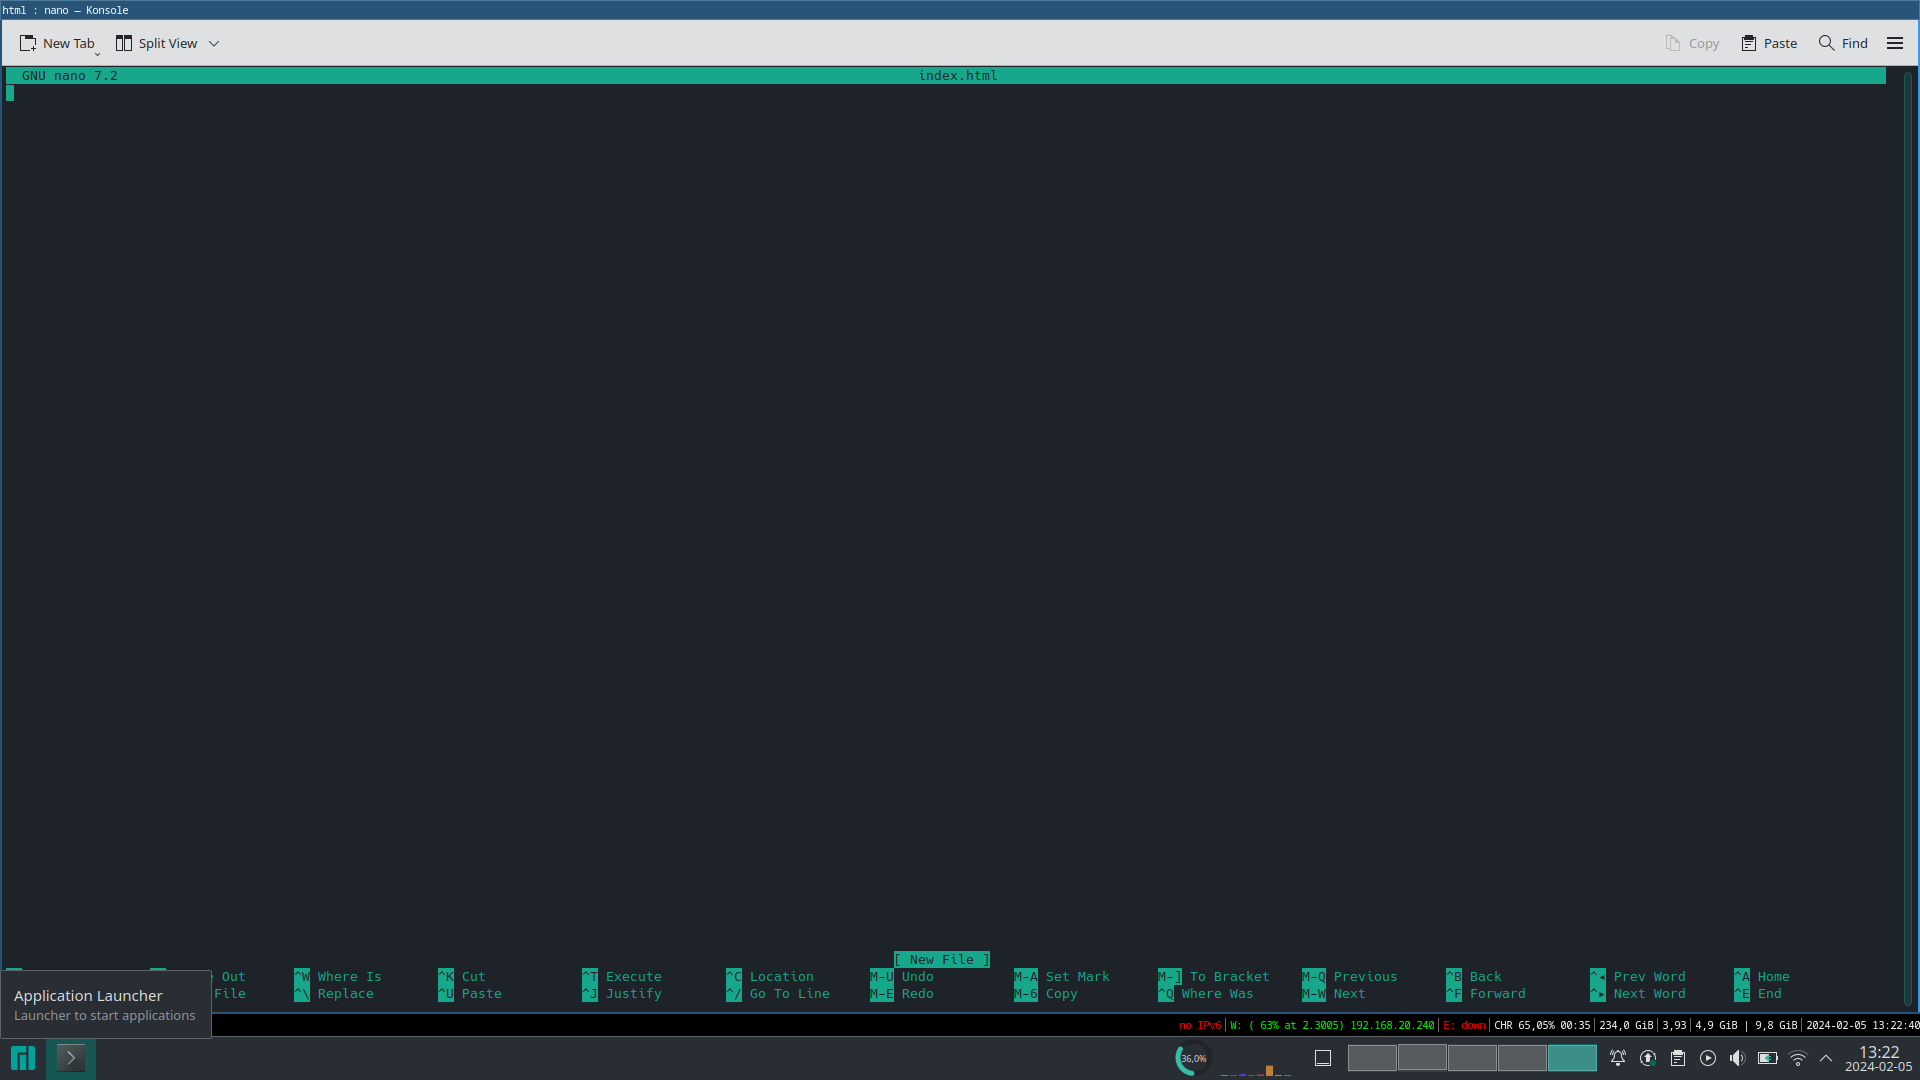 html : nano — Konsole
New Tab Split View Copy Paste Find
GNU nano 7.2 index.html
[ New File ]
Out ^W Where Is ^K Cut ^T Execute ^C Location M-U Undo M-A Set Mark M-] To Bracket M-Q Previous ^B Back ^◂ Prev Word ^A Home
File ^\ Replace ^U Paste ^J Justify ^/ Go To Line M-E Redo M-6 Copy ^Q Where Was M-W Next ^F Forward ^▸ Next Word ^E End
Application Launcher
Launcher to start applications
no IPv6 | W: ( 63% at 2.3005) 192.168.20.240 | E: down | CHR 65,05% 00:35 | 234,0 GiB | 3,93 | 4,9 GiB | 9,8 GiB | 2024-02-05 13:22:40
36,0%
13:22
2024-02-05